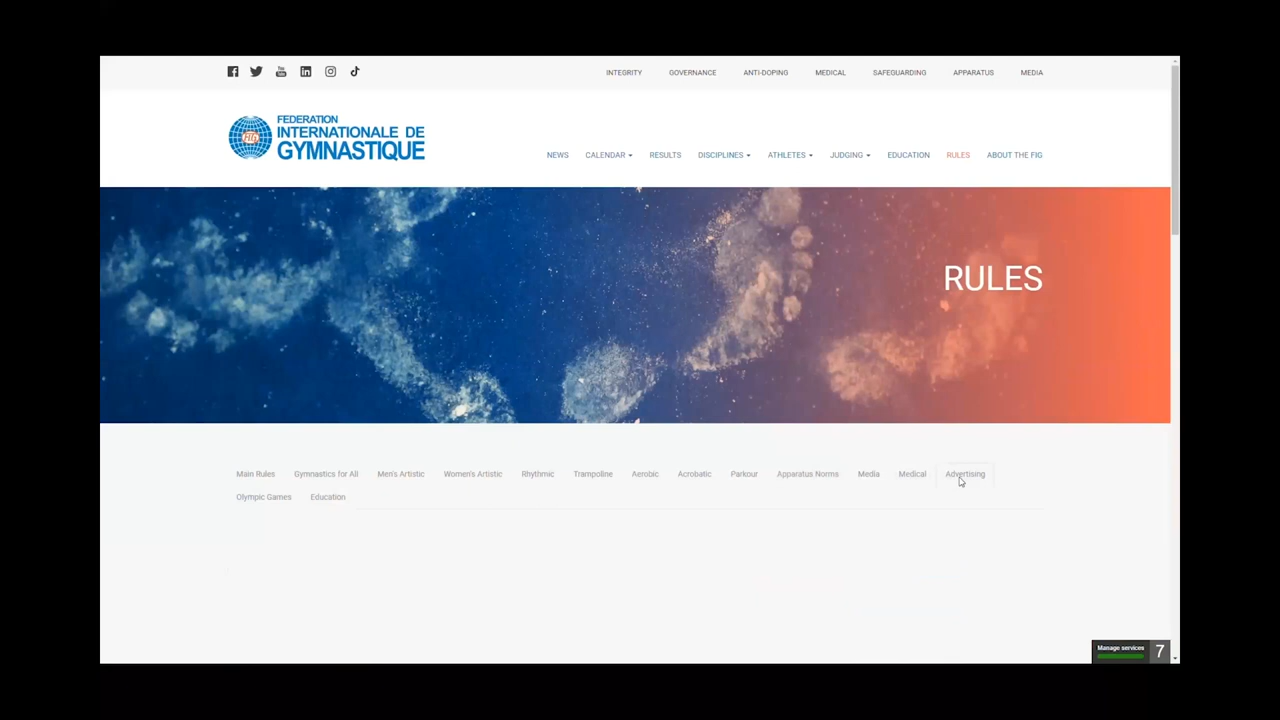 INTEGRITY GOVERNANCE ANTI-DOPING MEDICAL SAFEGUARDING APPARATUS MEDIA
FEDERATION
INTERNATIONALE DE
GYMNASTIQUE
FIG
NEWS CALENDAR RESULTS DISCIPLINES ATHLETES JUDGING EDUCATION RULES ABOUT THE FIG
RULES
Main Rules Gymnastics for All Men's Artistic Women's Artistic Rhythmic Trampoline Aerobic Acrobatic Parkour Apparatus Norms Media Medical Advertising
Olympic Games Education
Manage services 7